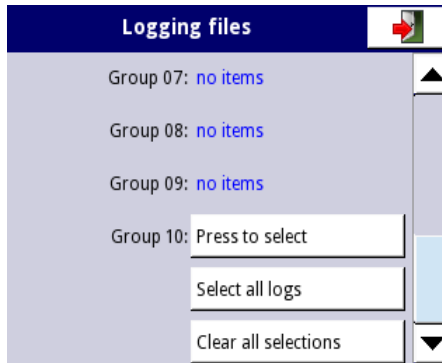 Logging files
Group 07: no items
Group 08: no items
Group 09: no items
Group 10: Press to select
Select all logs
Clear all selections